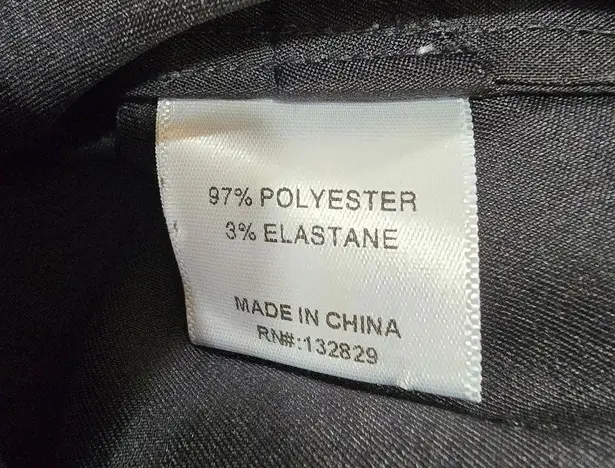 97% POLYESTER
3% ELASTANE
MADE IN CHINA
RN#:132829